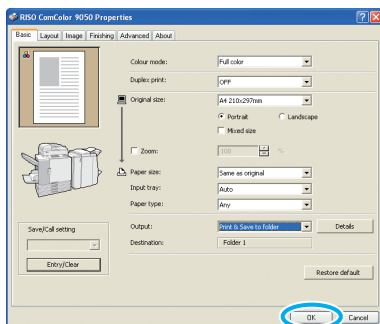 RISO ComColor 9050 Properties
Basic Layout Image Finishing Advanced About
Colour mode: Full color
Duplex print: OFF
Original size: A4 210x297mm
Portrait Landscape
Mixed size
Zoom: 100 %
Paper size: Same as original
Input tray: Auto
Paper type: Any
Save/Call setting
Output: Print & Save to folder Details
Destination: Folder 1
Entry/Clear
Restore default
OK Cancel